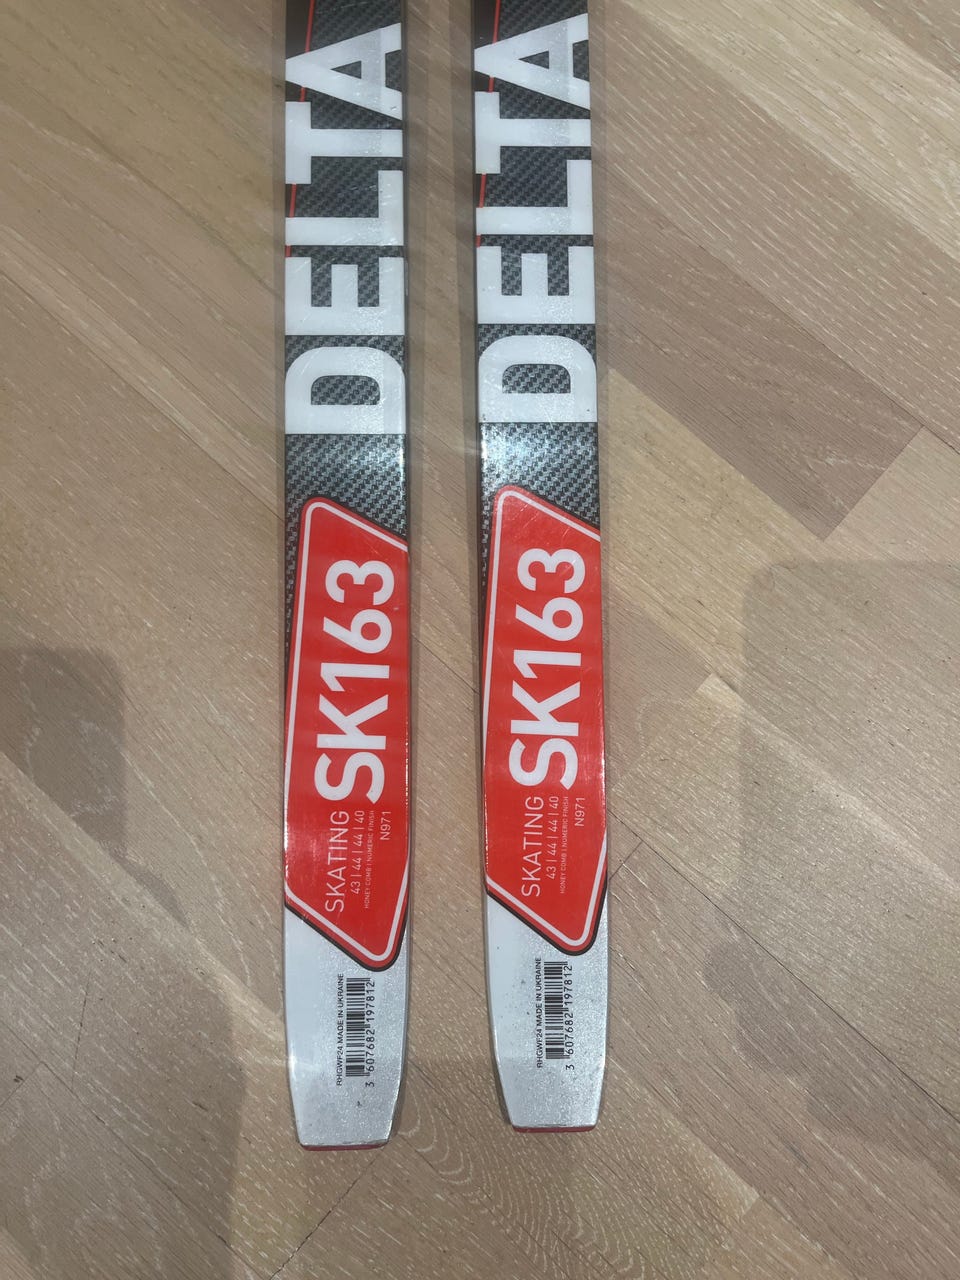 DELTA
SK163
SKATING
43 | 44 | 44 | 40
HONEY COMB | NUMERIC FINISH
N971
RHGWF24 MADE IN UKRAINE
3 607682 197812
DELTA
SK163
SKATING
43 | 44 | 44 | 40
HONEY COMB | NUMERIC FINISH
N971
RHGWF24 MADE IN UKRAINE
3 607682 197812